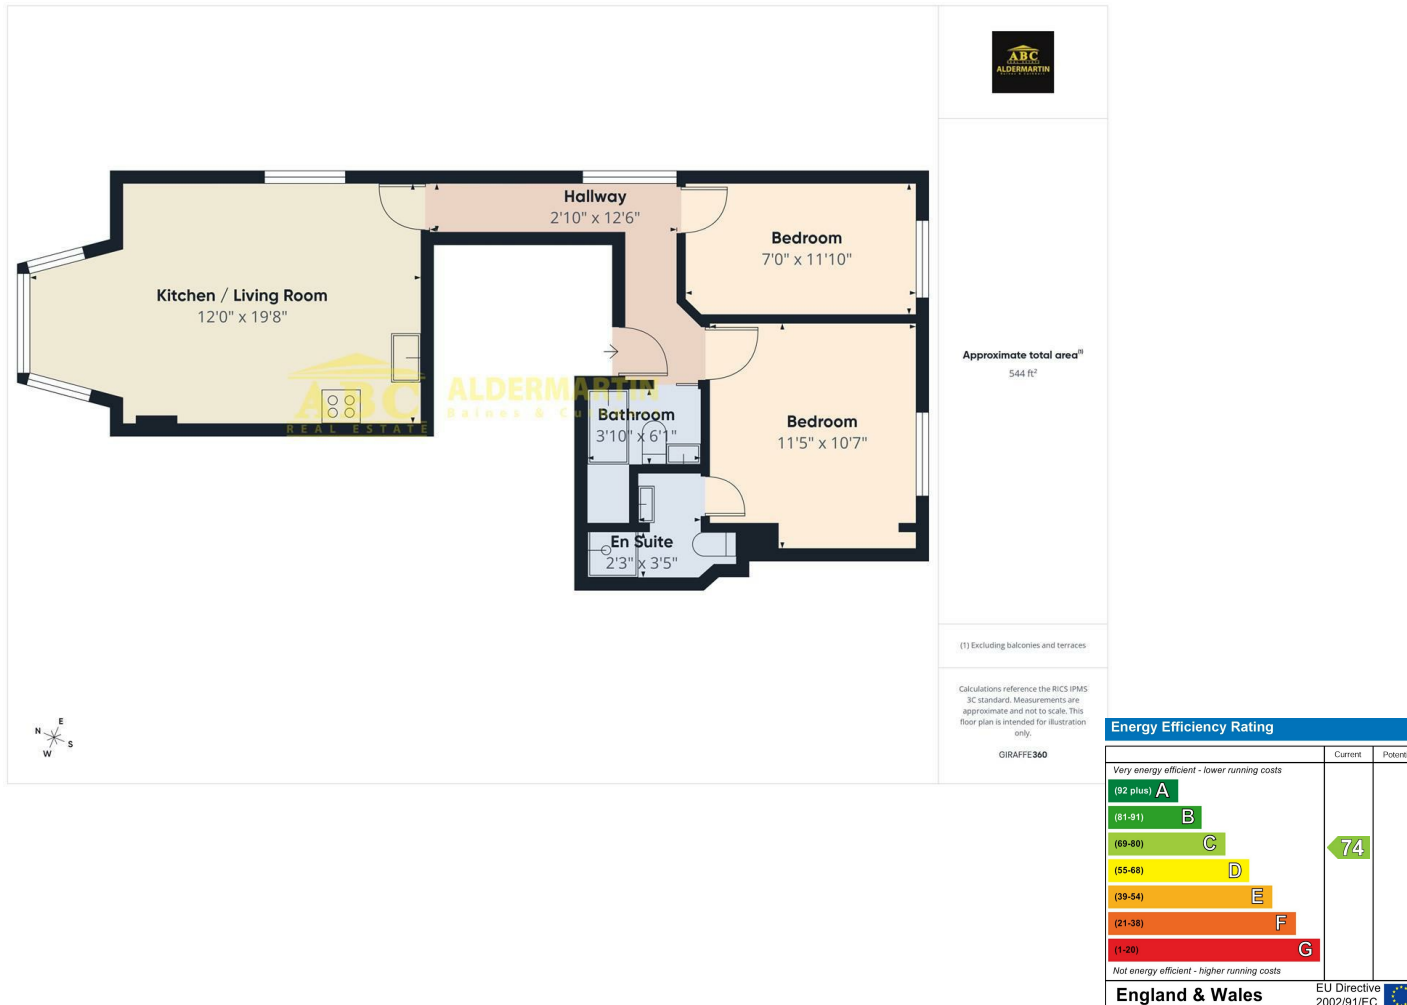 ABC
ALDERMARTIN
Hallway
2'10" x 12'6"
Bedroom
7'0" x 11'10"
Kitchen / Living Room
12'0" x 19'8"
Approximate total area(1)
544 ft²
ABC
REAL ESTATE
ALDERMARTIN
Baines & Cu
Bathroom
3'10" x 6'1"
Bedroom
11'5" x 10'7"
En Suite
2'3" x 3'5"
(1) Excluding balconies and terraces
Calculations reference the RICS IPMS
3C standard. Measurements are
approximate and not to scale. This
floor plan is intended for illustration
only.
GIRAFFE360
N
E
S
W
Energy Efficiency Rating
Current
Potent
Very energy efficient - lower running costs
(92 plus) A
(81-91) B
(69-80) C
74
(55-68) D
(39-54) E
(21-38) F
(1-20) G
Not energy efficient - higher running costs
England & Wales
EU Directive
2002/91/EC